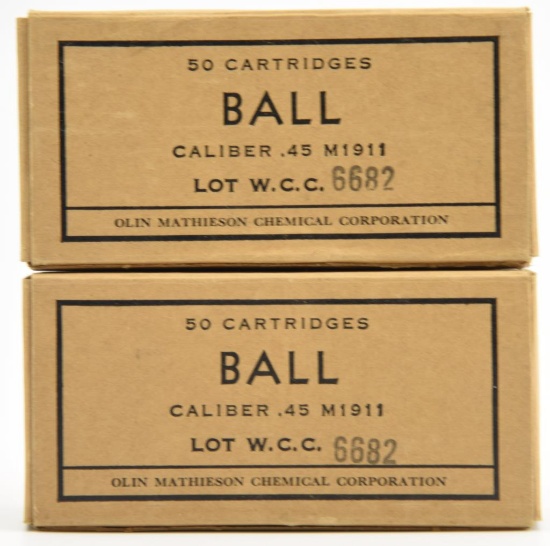 50 CARTRIDGES
BALL
CALIBER .45 M1911
LOT W.C.C. 6682
OLIN MATHIESON CHEMICAL CORPORATION
50 CARTRIDGES
BALL
CALIBER .45 M1911
LOT W.C.C. 6682
OLIN MATHIESON CHEMICAL CORPORATION